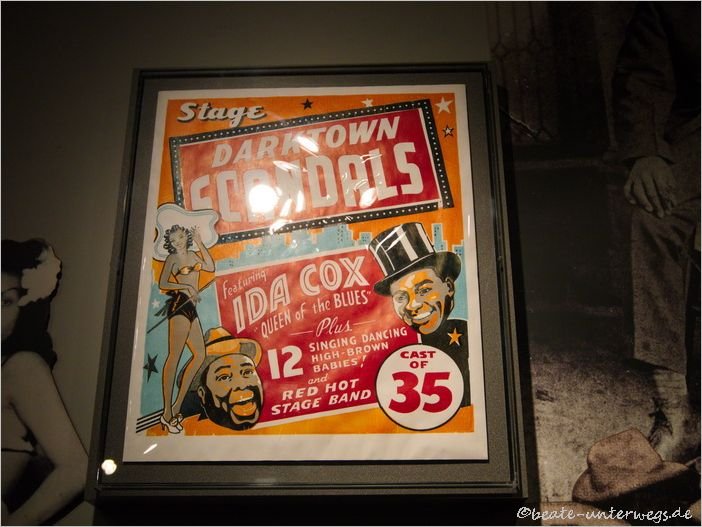 Stage
DARKTOWN
SCANDALS
Featuring
IDA COX
"QUEEN of the BLUES"
Plus
12 SINGING DANCING
HIGH-BROWN
BABIES!
and
RED HOT
STAGE BAND
CAST
OF
35
©beate-unterwegs.de